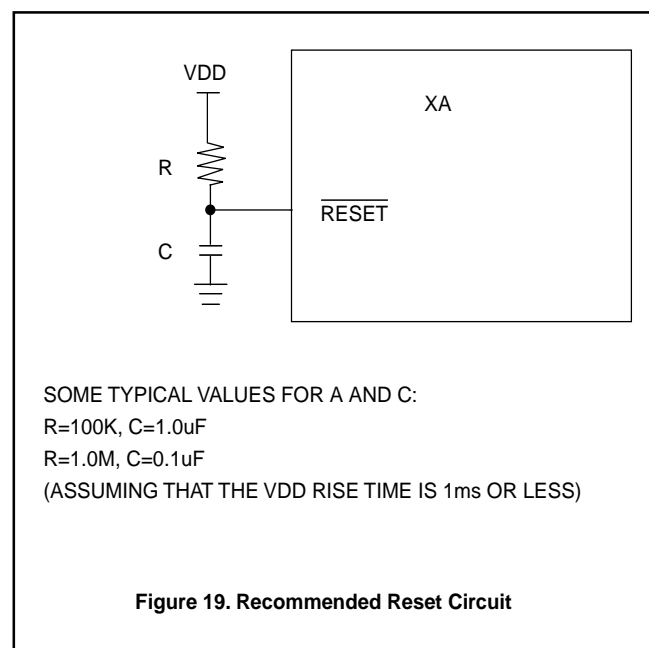 VDD
XA
R
RESET
C
SOME TYPICAL VALUES FOR A AND C:
R=100K, C=1.0uF
R=1.0M, C=0.1uF
(ASSUMING THAT THE VDD RISE TIME IS 1ms OR LESS)
Figure 19. Recommended Reset Circuit